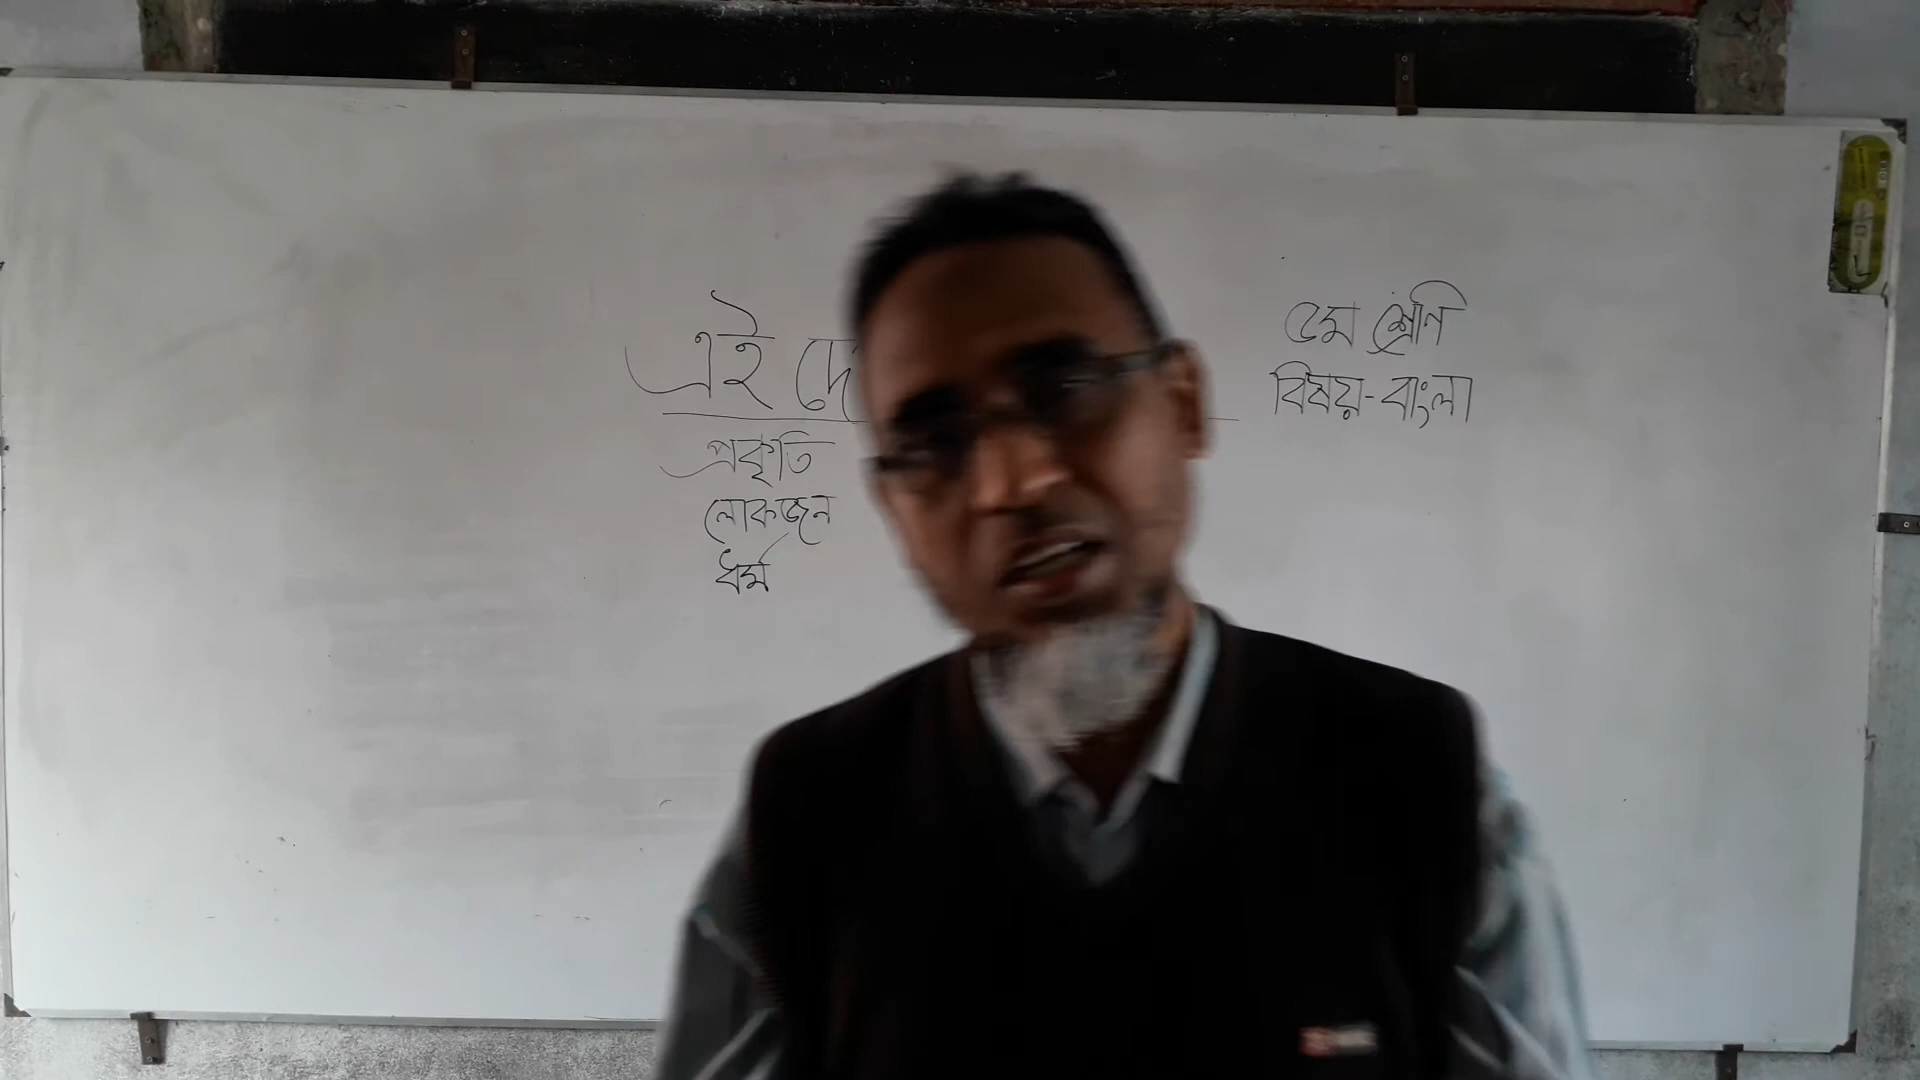 এই দে
প্রকৃতি
লোকজন
ধর্ম
৫ম শ্রেণি
বিষয়-বাংলা